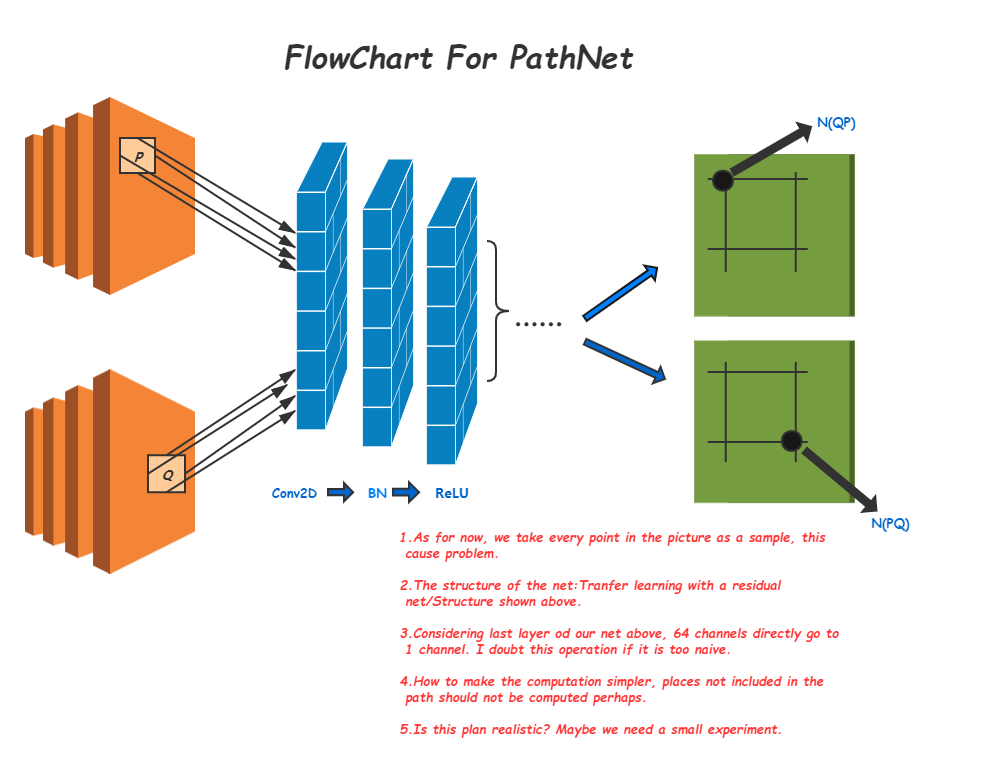 FlowChart For PathNet
N(QP)
P
......
Q
Conv2D
BN
ReLU
N(PQ)
1.As for now, we take every point in the picture as a sample, this
cause problem.
2.The structure of the net:Tranfer learning with a residual
net/Structure shown above.
3.Considering last layer od our net above, 64 channels directly go to
1 channel. I doubt this operation if it is too naive.
4.How to make the computation simpler, places not included in the
path should not be computed perhaps.
5.Is this plan realistic? Maybe we need a small experiment.